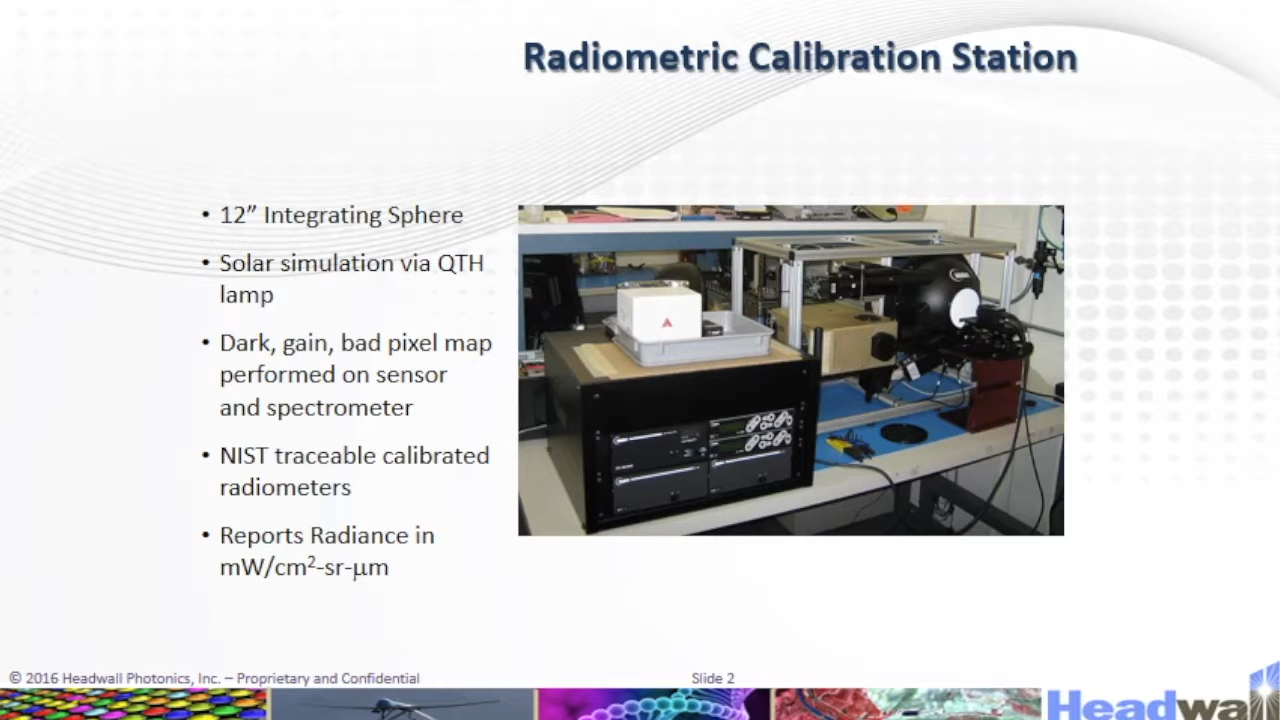 Radiometric Calibration Station
• 12” Integrating Sphere
• Solar simulation via QTH
lamp
• Dark, gain, bad pixel map
performed on sensor
and spectrometer
• NIST traceable calibrated
radiometers
• Reports Radiance in
mW/cm²-sr-μm
© 2016 Headwall Photonics, Inc. – Proprietary and Confidential
Slide 2
Headwall